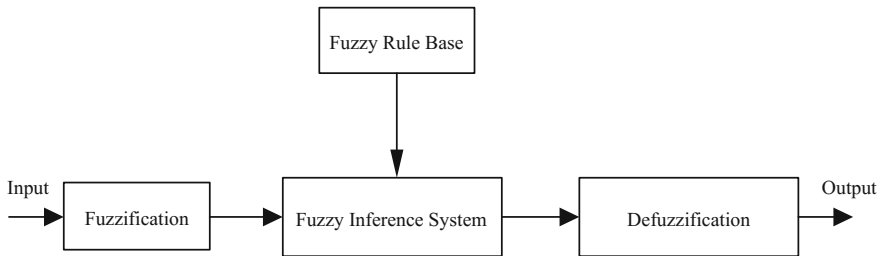 Fuzzy Rule Base
Input
Fuzzification
Fuzzy Inference System
Defuzzification
Output